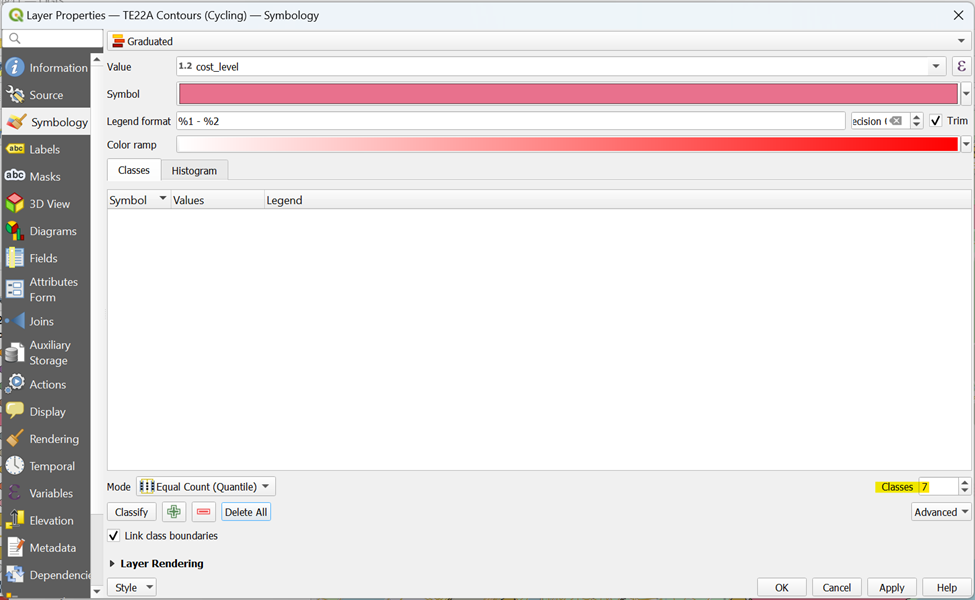 Layer Properties — TE22A Contours (Cycling) — Symbology
Graduated
Information
Source
Symbology
Labels
Masks
3D View
Diagrams
Fields
Attributes
Form
Joins
Auxiliary
Storage
Actions
Display
Rendering
Temporal
Variables
Elevation
Metadata
Dependencie
Value 1.2 cost_level ε
Symbol
Legend format %1 - %2 ecision Trim
Color ramp
Classes Histogram
Symbol Values Legend
Mode Equal Count (Quantile) Classes 7
Classify Delete All Advanced
Link class boundaries
Layer Rendering
Style OK Cancel Apply Help